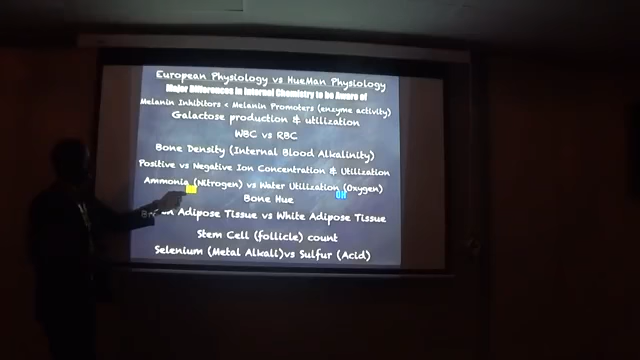 European Physiology vs HueMan Physiology
Major Differences in Internal Chemistry to be Aware of
Melanin Inhibitors < Melanin Promoters (enzyme activity)
Galactose production & utilization
WBC vs RBC
Bone Density (Internal Blood Alkalinity)
Positive vs Negative Ion Concentration & Utilization
Ammonia (Nitrogen) vs Water Utilization (Oxygen)
OH
Bone Hue
Adipose Tissue vs White Adipose Tissue
Stem Cell (follicle) count
Selenium (Metal Alkali)vs Sulfur (Acid)